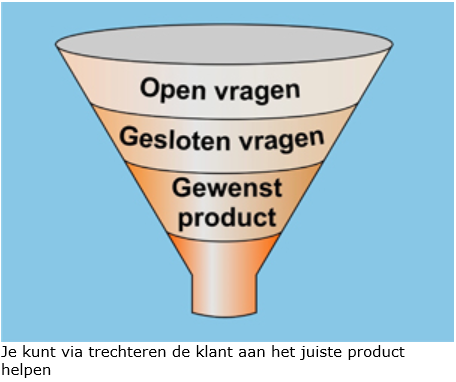 Open vragen
Gesloten vragen
Gewenst
product
Je kunt via trechteren de klant aan het juiste product
helpen